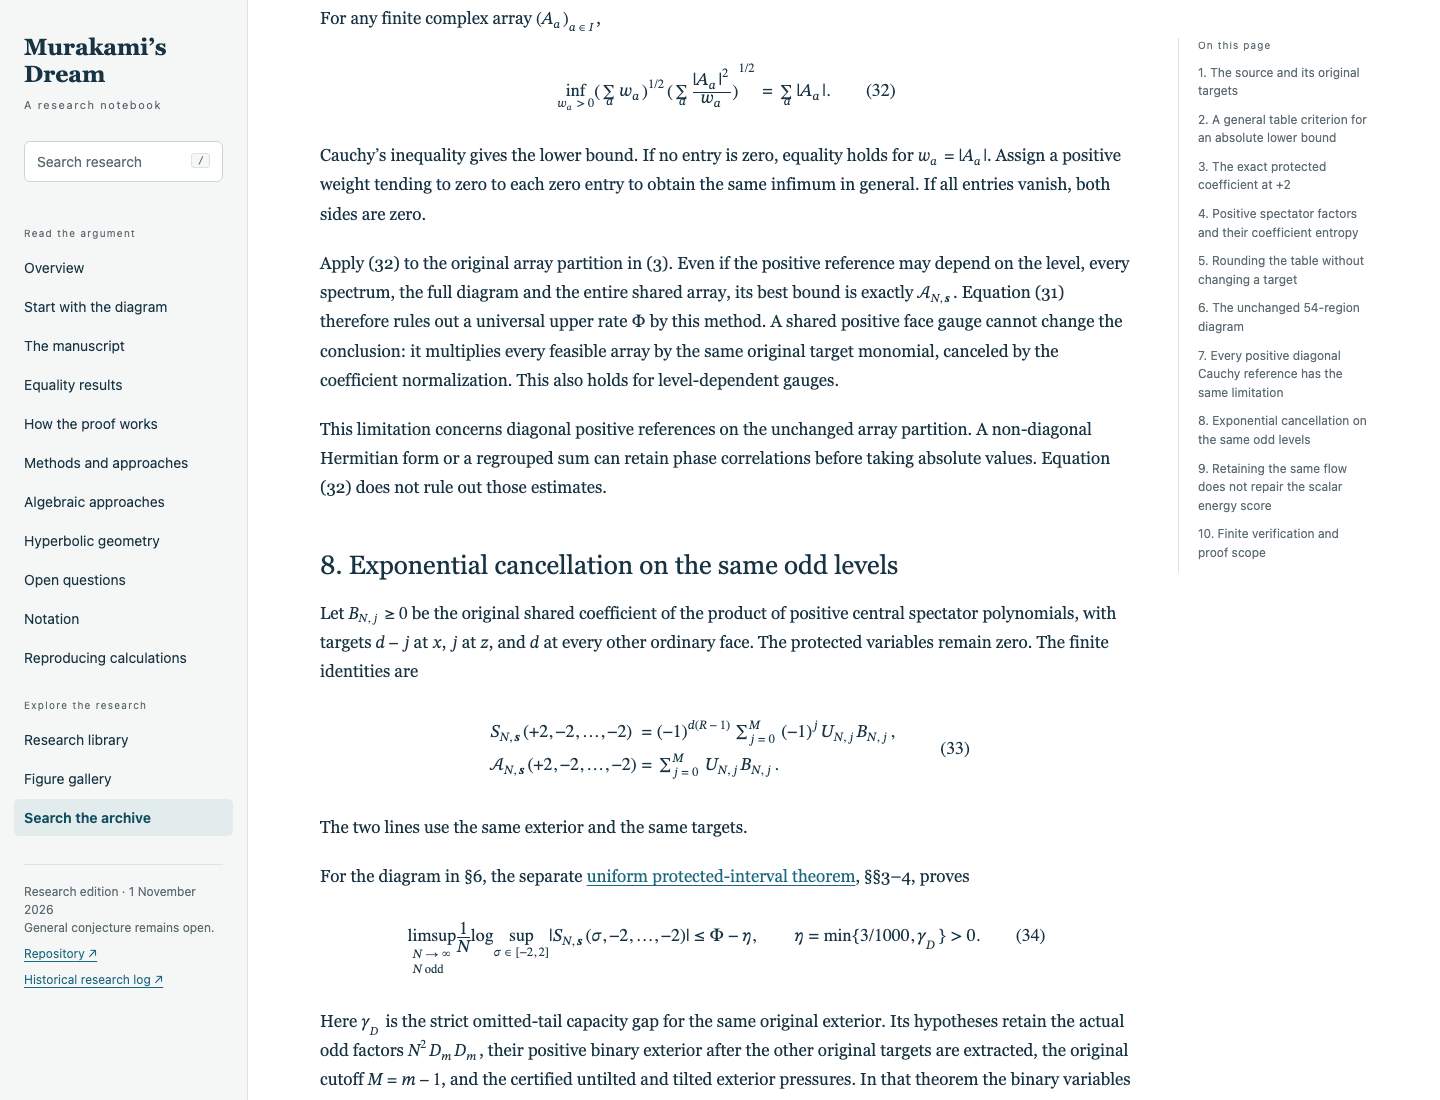 Murakami's
Dream
A research notebook
Search research /
Read the argument
Overview
Start with the diagram
The manuscript
Equality results
How the proof works
Methods and approaches
Algebraic approaches
Hyperbolic geometry
Open questions
Notation
Reproducing calculations
Explore the research
Research library
Figure gallery
Search the archive
Research edition · 1 November
2026
General conjecture remains open.
Repository ↗
Historical research log ↗
For any finite complex array (A_a)_{a∈I},
inf_{w_a>0} (∑_a w_a)^{1/2} (∑_a |A_a|^2 / w_a)^{1/2} = ∑_a |A_a|. (32)
Cauchy's inequality gives the lower bound. If no entry is zero, equality holds for w_a = |A_a|. Assign a positive
weight tending to zero to each zero entry to obtain the same infimum in general. If all entries vanish, both
sides are zero.
Apply (32) to the original array partition in (3). Even if the positive reference may depend on the level, every
spectrum, the full diagram and the entire shared array, its best bound is exactly 𝒜_{N,s}. Equation (31)
therefore rules out a universal upper rate Φ by this method. A shared positive face gauge cannot change the
conclusion: it multiplies every feasible array by the same original target monomial, canceled by the
coefficient normalization. This also holds for level-dependent gauges.
This limitation concerns diagonal positive references on the unchanged array partition. A non-diagonal
Hermitian form or a regrouped sum can retain phase correlations before taking absolute values. Equation
(32) does not rule out those estimates.
8. Exponential cancellation on the same odd levels
Let B_{N,j} ≥ 0 be the original shared coefficient of the product of positive central spectator polynomials, with
targets d − j at x, j at z, and d at every other ordinary face. The protected variables remain zero. The finite
identities are
S_{N,s}(+2,−2,…,−2) = (−1)^{d(R−1)} ∑_{j=0}^M (−1)^j U_{N,j} B_{N,j},
𝒜_{N,s}(+2,−2,…,−2) = ∑_{j=0}^M U_{N,j} B_{N,j}. (33)
The two lines use the same exterior and the same targets.
For the diagram in §6, the separate uniform protected-interval theorem, §§3–4, proves
limsup_{N→∞ N odd} 1/N log sup_{σ∈[−2,2]} |S_{N,s}(σ,−2,…,−2)| ≤ Φ − η, η = min{3/1000, γ_D} > 0. (34)
Here γ_D is the strict omitted-tail capacity gap for the same original exterior. Its hypotheses retain the actual
odd factors N^2 D_m D_m, their positive binary exterior after the other original targets are extracted, the original
cutoff M = m − 1, and the certified untilted and tilted exterior pressures. In that theorem the binary variables
On this page
1. The source and its original
targets
2. A general table criterion for
an absolute lower bound
3. The exact protected
coefficient at +2
4. Positive spectator factors
and their coefficient entropy
5. Rounding the table without
changing a target
6. The unchanged 54-region
diagram
7. Every positive diagonal
Cauchy reference has the
same limitation
8. Exponential cancellation on
the same odd levels
9. Retaining the same flow
does not repair the scalar
energy score
10. Finite verification and
proof scope